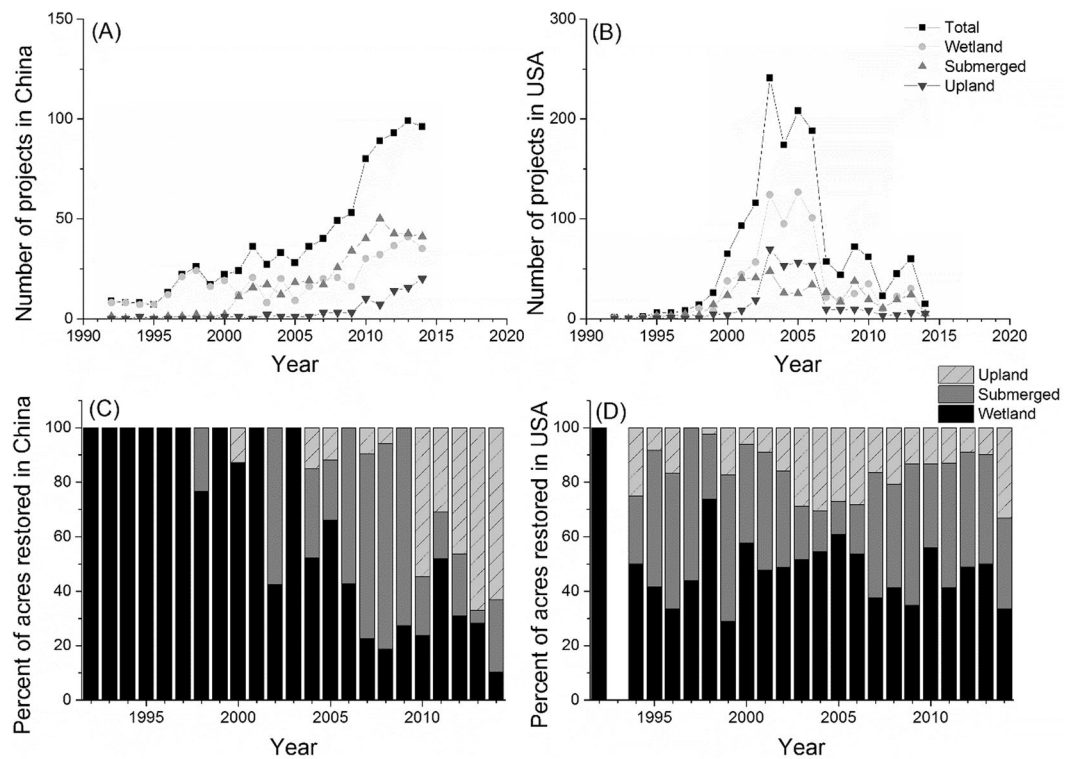 (A)
Number of projects in China
150
100
50
0
1990
1995
2000
2005
2010
2015
2020
Year
(B)
Number of projects in USA
300
200
100
0
1990
1995
2000
2005
2010
2015
2020
Year
Total
Wetland
Submerged
Upland
(C)
Percent of acres restored in China
100
80
60
40
20
0
1995
2000
2005
2010
Year
Upland
Submerged
Wetland
(D)
Percent of acres restored in USA
100
80
60
40
20
0
1995
2000
2005
2010
Year